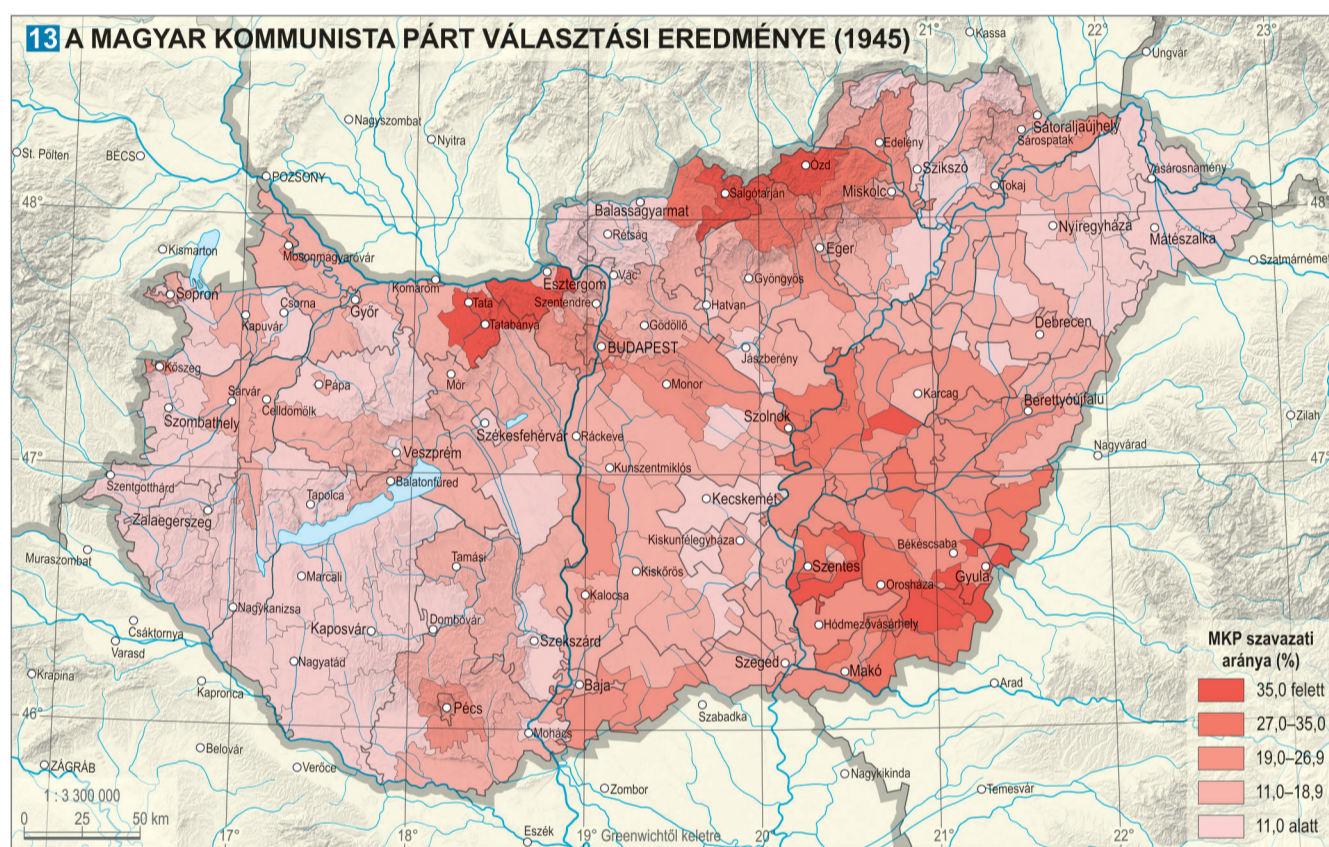 13 A MAGYAR KOMMUNISTA PÁRT VÁLASZTÁSI EREDMÉNYE (1945)
21°
Kassa
22°
Ungvár
23°
Nagyszombat
Nyitra
St. Pölten
BÉCS
POZSONY
Sátoraljaújhely
Sárospatak
Edelény
Ózd
Szikszó
Vásárosnamény
Salgótarján
Miskolc
Tokaj
48°
48°
Balassagyarmat
Rétság
Nyíregyháza
Mátészalka
Kismarton
Mosonmagyaróvár
Eger
Szatmárnémeti
Vác
Gyöngyös
Komárom
Esztergom
Sopron
Csorna
Győr
Tata
Szentendre
Hatvan
Kapuvár
Tatabánya
Gödöllő
Debrecen
BUDAPEST
Jászberény
Kőszeg
Mór
Monor
Sárvár
Pápa
Karcag
Celldömölk
Berettyóújfalu
Szombathely
Szolnok
Zilah
Székesfehérvár
Ráckeve
Veszprém
Nagyvárad
47°
Kunszentmiklós
47°
Szentgotthárd
Balatonfüred
Tapolca
Kecskemét
Zalaegerszeg
Kiskunfélegyháza
Muraszombat
Tamási
Békéscsaba
Marcali
Kiskőrös
Szentes
Gyula
Orosháza
Kalocsa
Nagykanizsa
Csáktornya
Kaposvár
Dombóvár
Hódmezővásárhely
Varasd
Szekszárd
Nagyatád
Szeged
Makó
Krapina
Kapronca
Baja
Arad
46°
Pécs
Szabadka
Mohács
Belovár
ZÁGRÁB
Verőce
Nagykikinda
Zombor
Temesvár
MKP szavazati
aránya (%)
35,0 felett
27,0–35,0
19,0–26,9
11,0–18,9
11,0 alatt
1 : 3 300 000
0 25 50 km
17°
18°
Eszék
19°
Greenwichtől keletre
20°
21°
22°